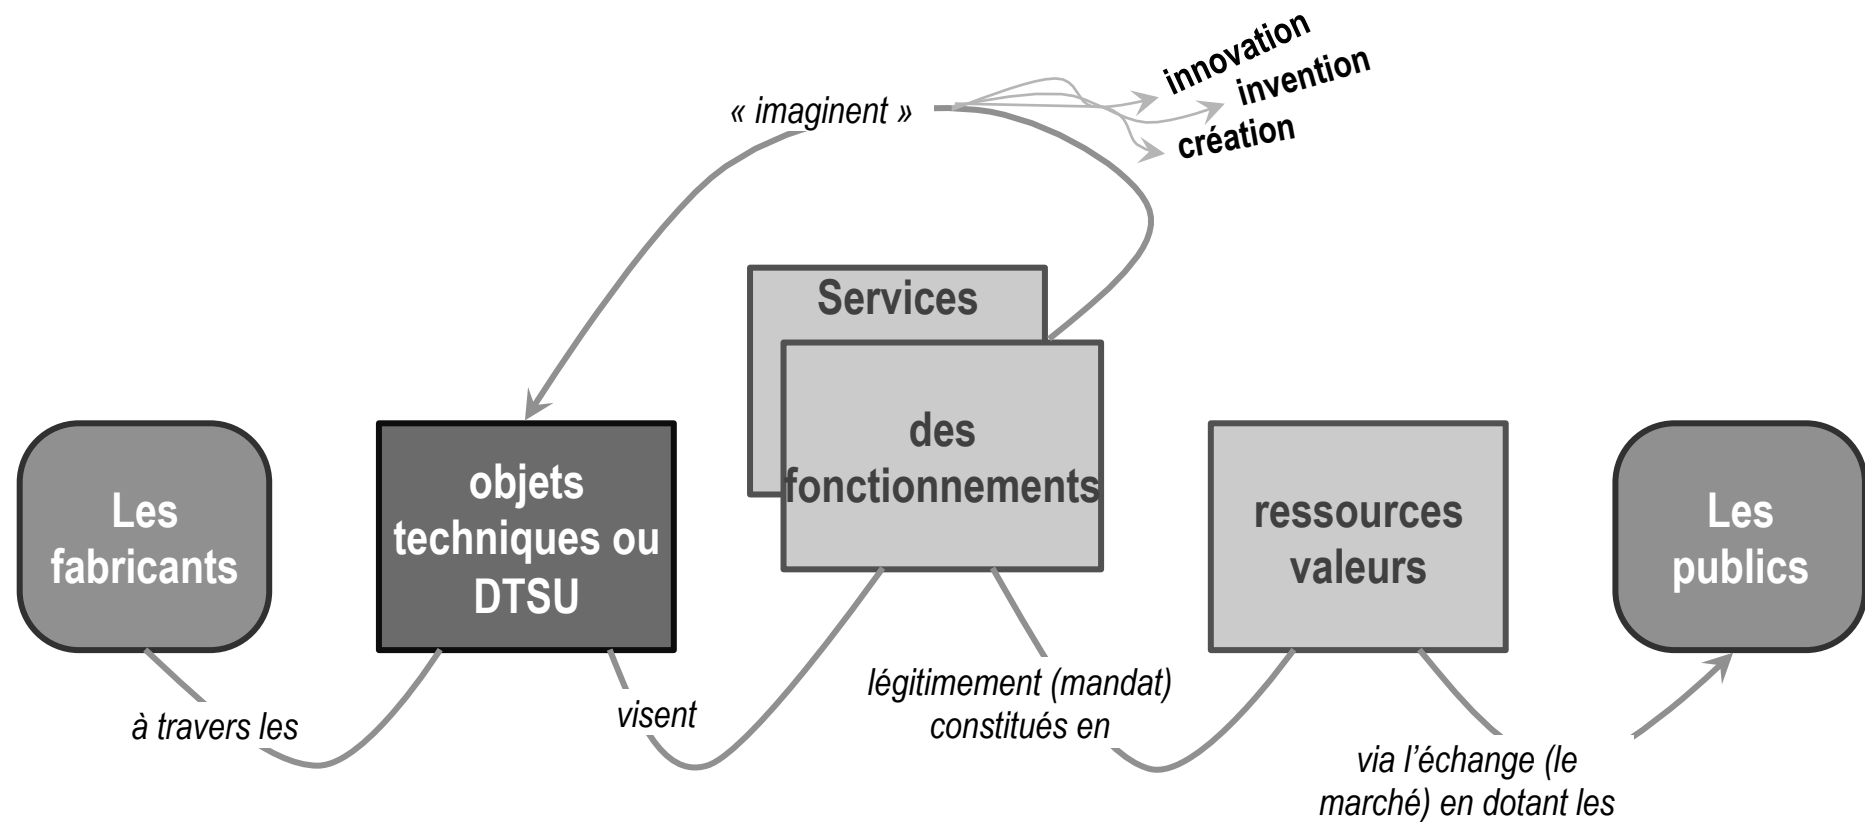 innovation
invention
création
« imaginent »
Services
des
fonctionnements
Les
fabricants
objets
techniques ou
DTSU
ressources
valeurs
Les
publics
à travers les
visent
légitimement (mandat)
constitués en
via l’échange (le
marché) en dotant les